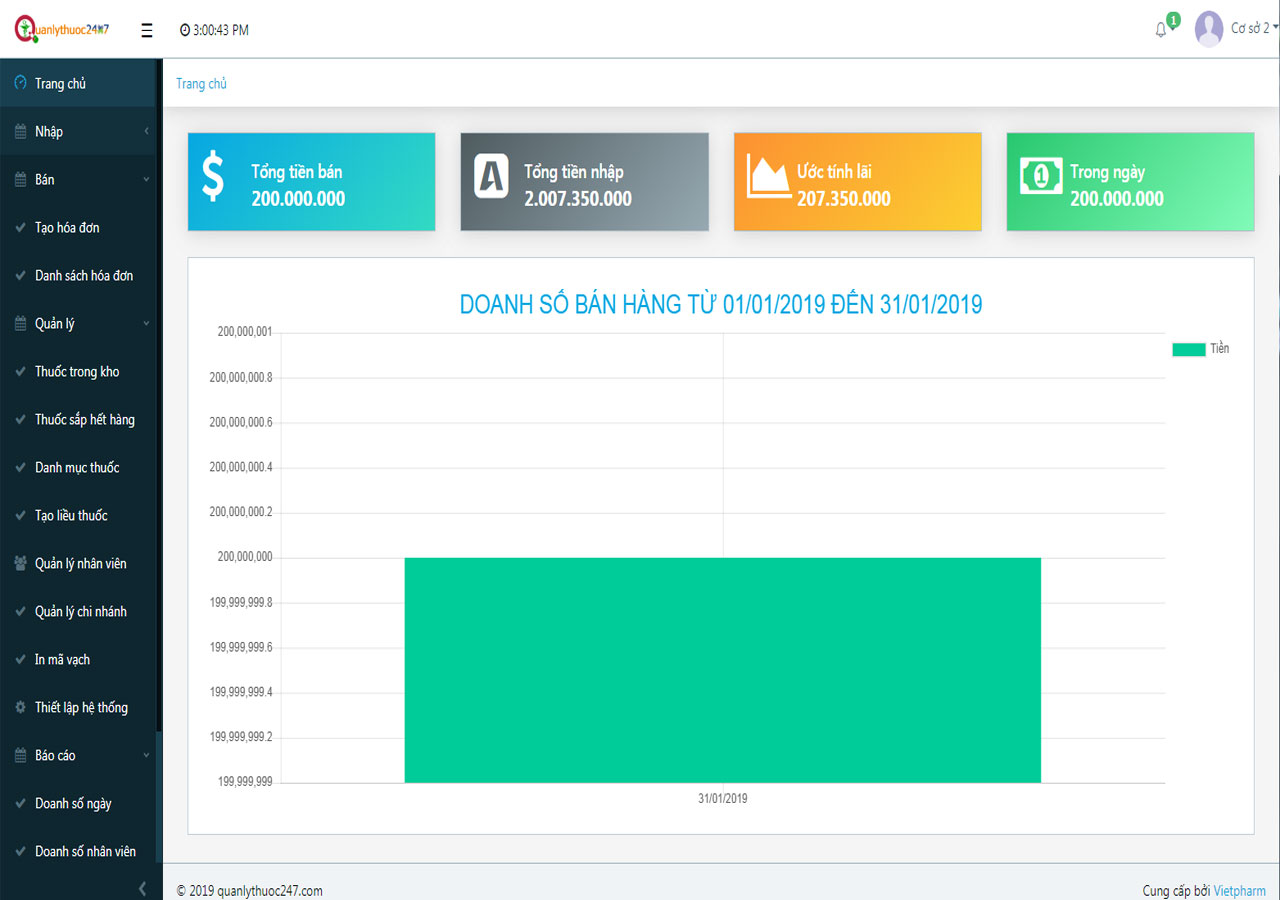 Quanlythuoc24h7
3:00:43 PM
1
Cơ sở 2
Trang chủ
Nhập
Bán
Tạo hóa đơn
Danh sách hóa đơn
Quản lý
Thuốc trong kho
Thuốc sắp hết hàng
Danh mục thuốc
Tạo liều thuốc
Quản lý nhân viên
Quản lý chi nhánh
In mã vạch
Thiết lập hệ thống
Báo cáo
Doanh số ngày
Doanh số nhân viên
Trang chủ
Tổng tiền bán
200.000.000
Tổng tiền nhập
2.007.350.000
Ước tính lãi
207.350.000
Trong ngày
200.000.000
DOANH SỐ BÁN HÀNG TỪ 01/01/2019 ĐẾN 31/01/2019
Tiền
200,000,001
200,000,000.8
200,000,000.6
200,000,000.4
200,000,000.2
200,000,000
199,999,999.8
199,999,999.6
199,999,999.4
199,999,999.2
199,999,999
31/01/2019
© 2019 quanlythuoc247.com
Cung cấp bởi Vietpharm